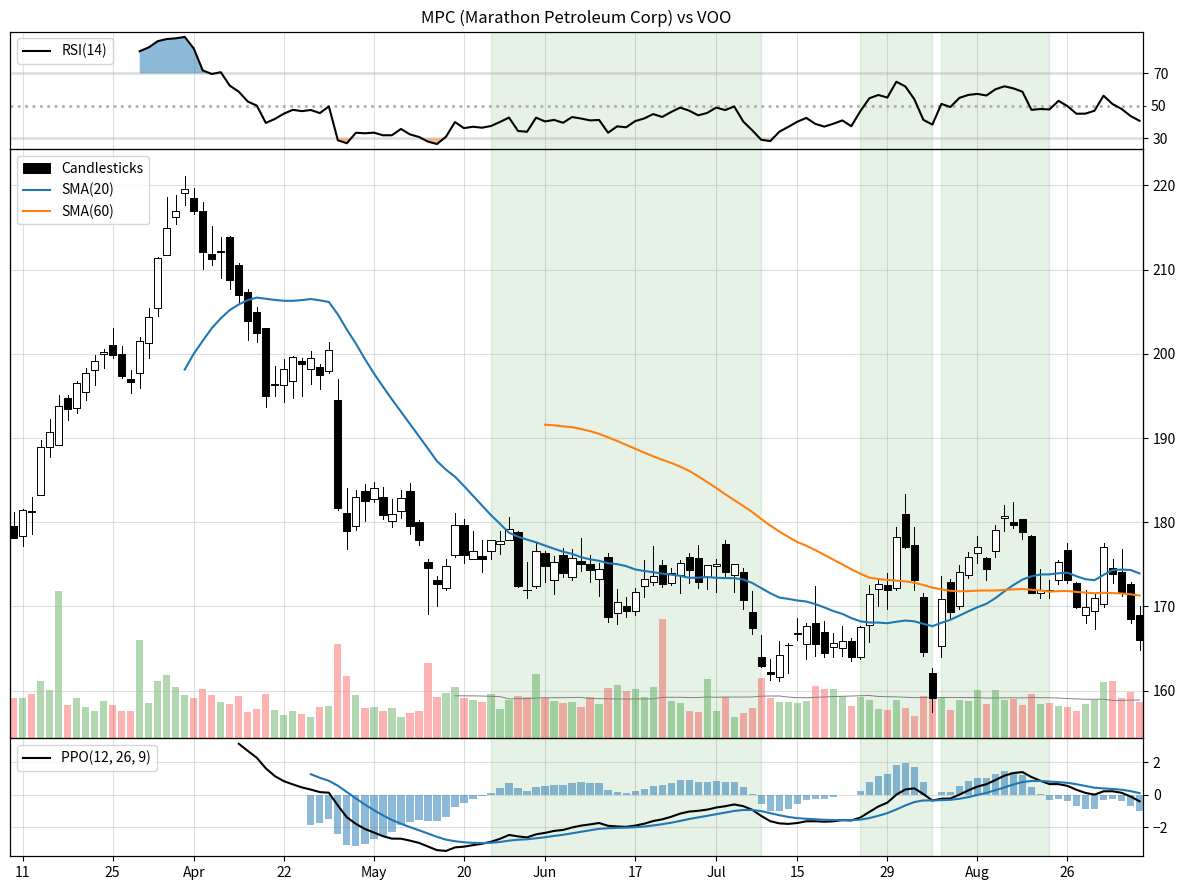 MPC (Marathon Petroleum Corp) vs VOO
RSI(14)
70
50
30
Candlesticks
SMA(20)
SMA(60)
220
210
200
190
180
170
160
PPO(12, 26, 9)
2
0
−2
11 25 Apr 22 May 20 Jun 17 Jul 15 29 Aug 26